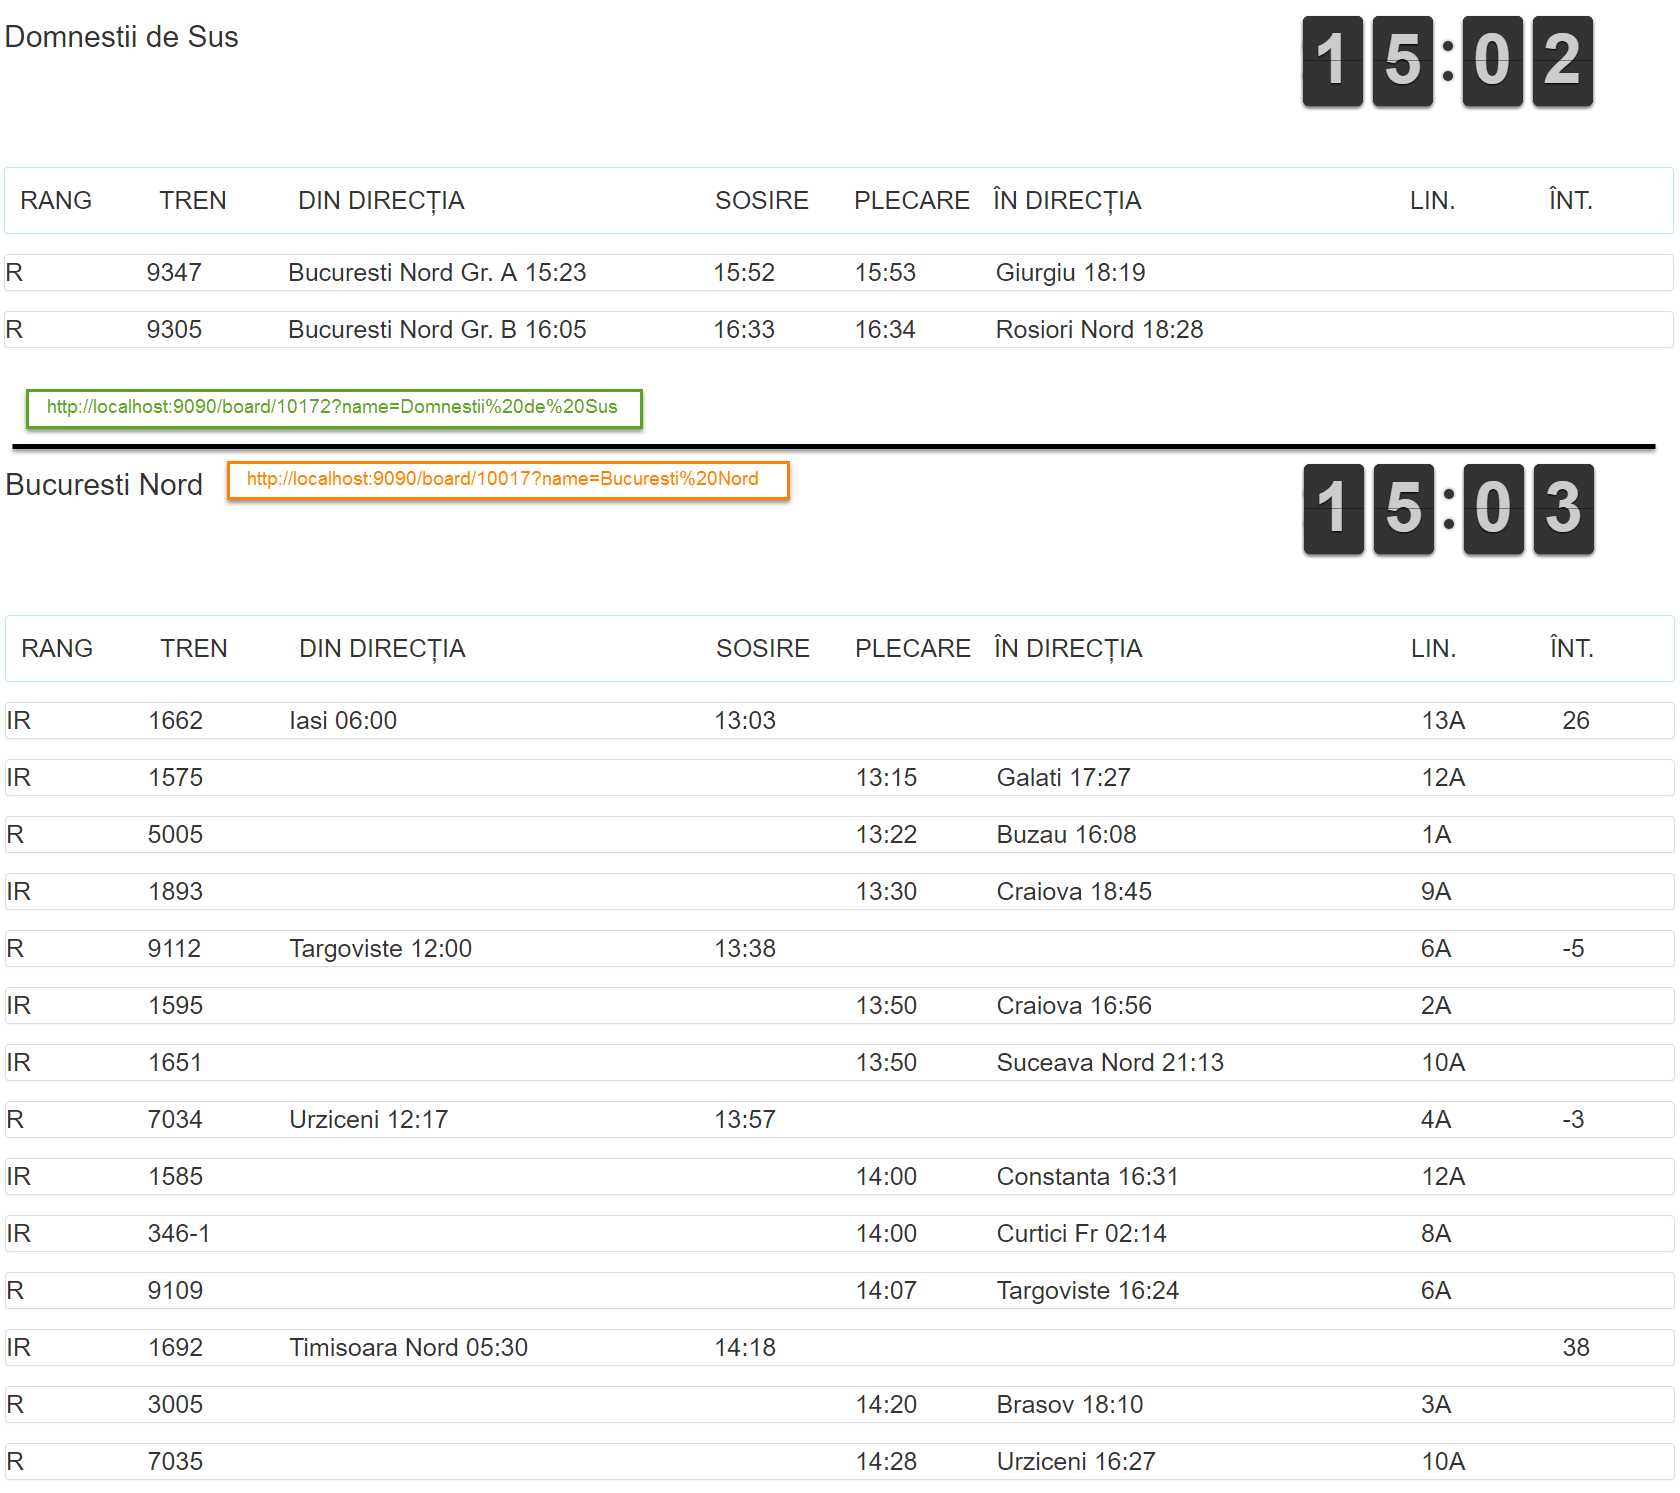 Domnestii de Sus 15:02
RANG TREN DIN DIRECȚIA SOSIRE PLECARE ÎN DIRECȚIA LIN. ÎNT.
R 9347 Bucuresti Nord Gr. A 15:23 15:52 15:53 Giurgiu 18:19
R 9305 Bucuresti Nord Gr. B 16:05 16:33 16:34 Rosiori Nord 18:28
http://localhost:9090/board/10172?name=Domnestii%20de%20Sus
Bucuresti Nord http://localhost:9090/board/10017?name=Bucuresti%20Nord 15:03
RANG TREN DIN DIRECȚIA SOSIRE PLECARE ÎN DIRECȚIA LIN. ÎNT.
IR 1662 Iasi 06:00 13:03 13A 26
IR 1575 13:15 Galati 17:27 12A
R 5005 13:22 Buzau 16:08 1A
IR 1893 13:30 Craiova 18:45 9A
R 9112 Targoviste 12:00 13:38 6A -5
IR 1595 13:50 Craiova 16:56 2A
IR 1651 13:50 Suceava Nord 21:13 10A
R 7034 Urziceni 12:17 13:57 4A -3
IR 1585 14:00 Constanta 16:31 12A
IR 346-1 14:00 Curtici Fr 02:14 8A
R 9109 14:07 Targoviste 16:24 6A
IR 1692 Timisoara Nord 05:30 14:18 38
R 3005 14:20 Brasov 18:10 3A
R 7035 14:28 Urziceni 16:27 10A